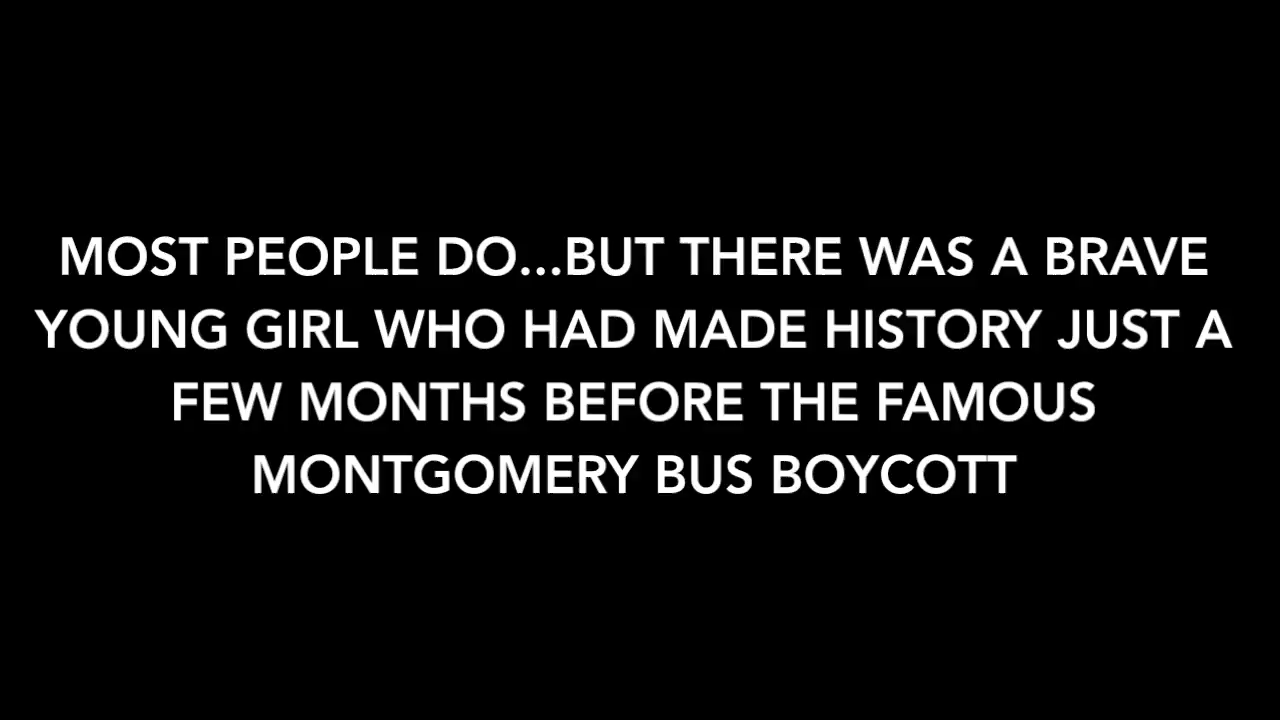 MOST PEOPLE DO...BUT THERE WAS A BRAVE
YOUNG GIRL WHO HAD MADE HISTORY JUST A
FEW MONTHS BEFORE THE FAMOUS
MONTGOMERY BUS BOYCOTT